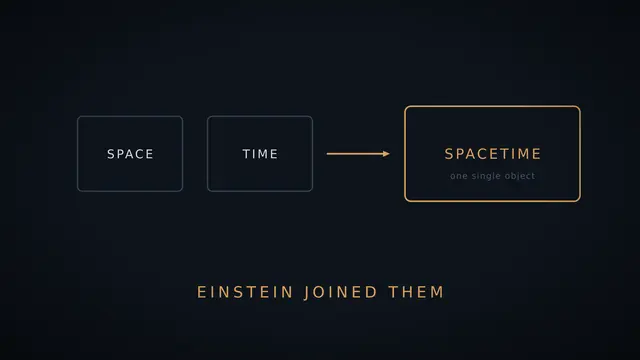 SPACE
TIME
SPACETIME
one single object
EINSTEIN JOINED THEM